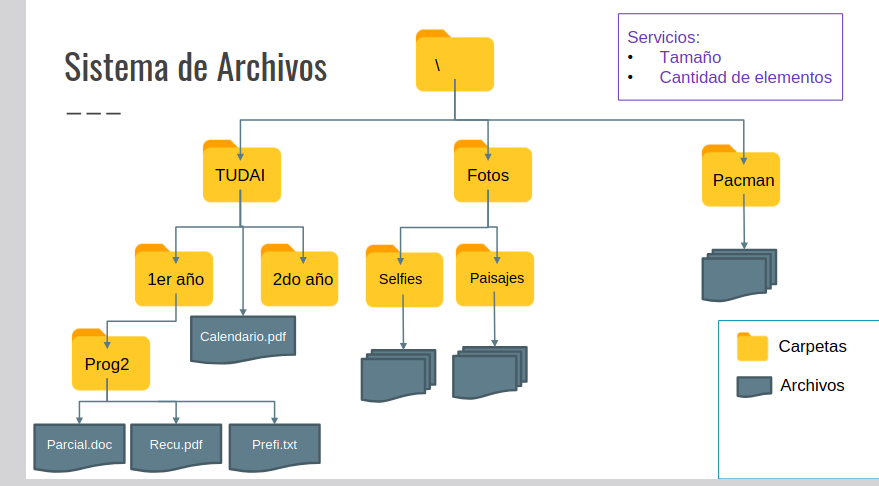 Sistema de Archivos
\
Servicios:
• Tamaño
• Cantidad de elementos
TUDAI
Fotos
Pacman
1er año
2do año
Selfies
Paisajes
Calendario.pdf
Prog2
Carpetas
Archivos
Parcial.doc
Recu.pdf
Prefi.txt